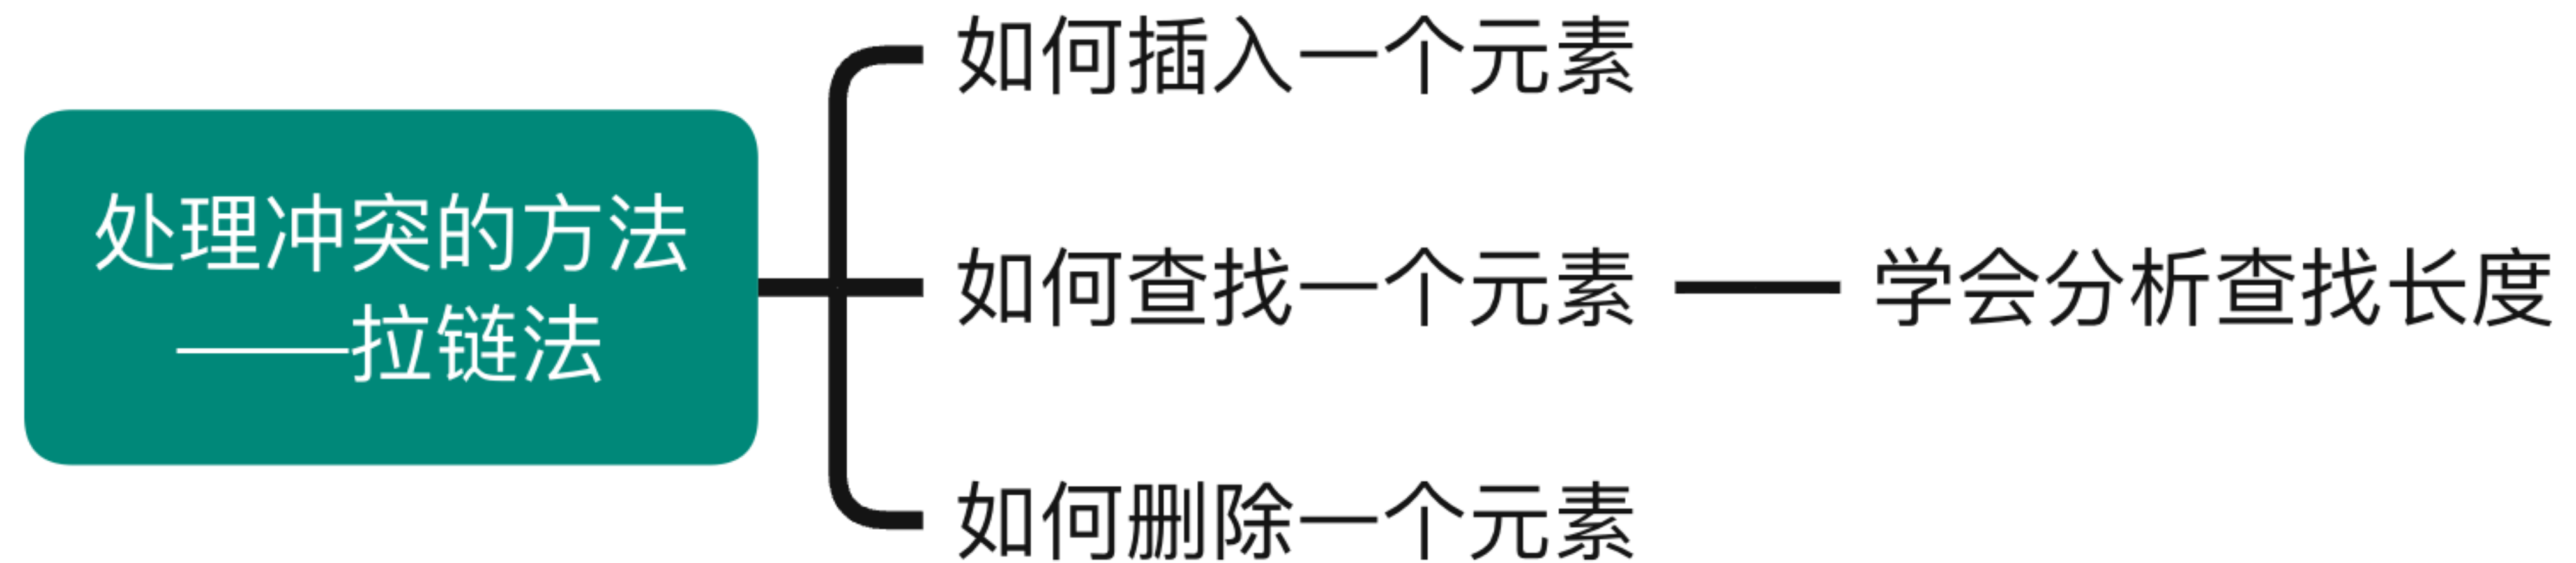 如何插入一个元素
处理冲突的方法
——拉链法
如何查找一个元素
学会分析查找长度
如何删除一个元素